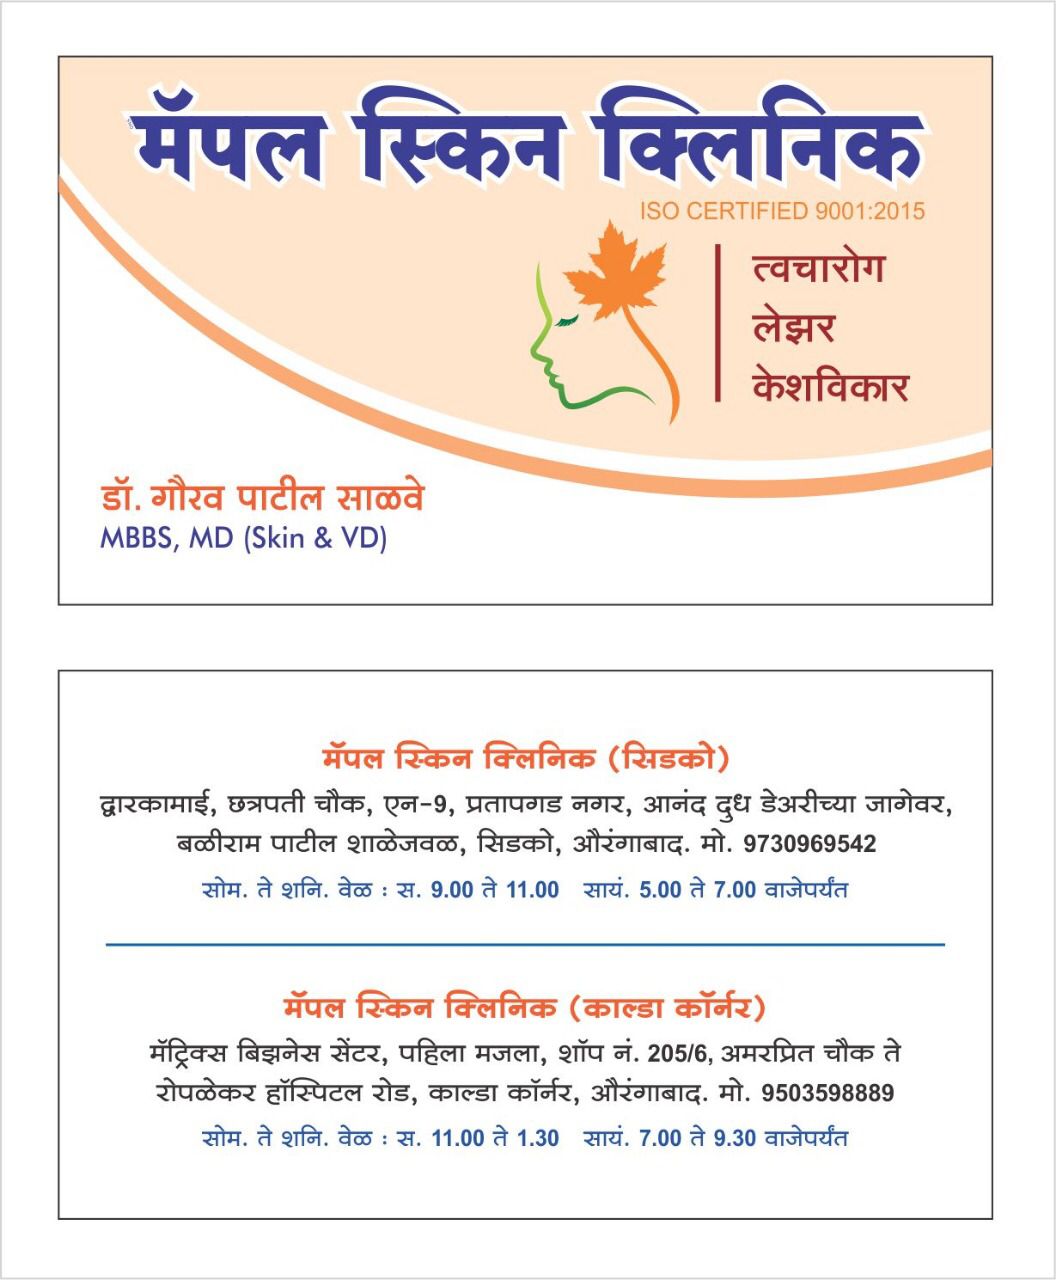 मॅपल स्किन क्लिनिक
ISO CERTIFIED 9001:2015
त्वचारोग
लेझर
केशविकार
डॉ. गौरव पाटील साळवे
MBBS, MD (Skin & VD)
मॅपल स्किन क्लिनिक (सिडको)
द्वारकामाई, छत्रपती चौक, एन-9, प्रतापगड नगर, आनंद दुध डेअरीच्या जागेवर,
बळीराम पाटील शाळेजवळ, सिडको, औरंगाबाद. मो. 9730969542
सोम. ते शनि. वेळ : स. 9.00 ते 11.00 सायं. 5.00 ते 7.00 वाजेपर्यंत
मॅपल स्किन क्लिनिक (काल्डा कॉर्नर)
मॅट्रिक्स बिझनेस सेंटर, पहिला मजला, शॉप नं. 205/6, अमरप्रित चौक ते
रोपळेकर हॉस्पिटल रोड, काल्डा कॉर्नर, औरंगाबाद. मो. 9503598889
सोम. ते शनि. वेळ : स. 11.00 ते 1.30 सायं. 7.00 ते 9.30 वाजेपर्यंत